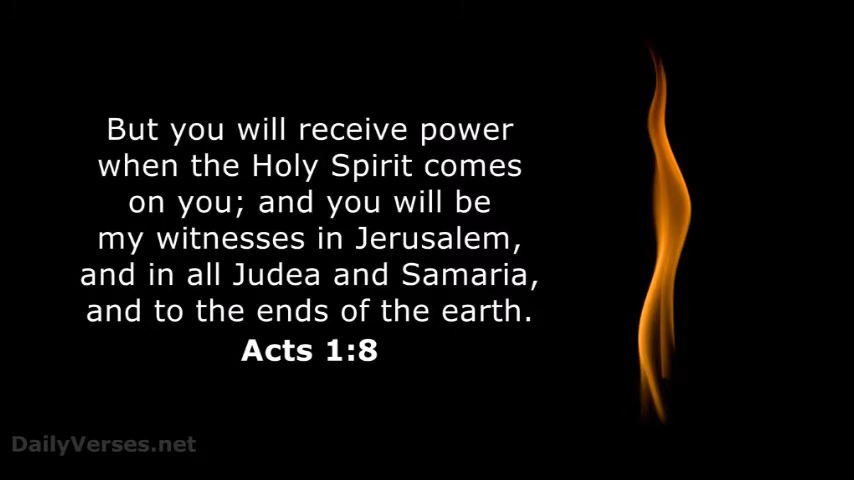 But you will receive power
when the Holy Spirit comes
on you; and you will be
my witnesses in Jerusalem,
and in all Judea and Samaria,
and to the ends of the earth.
Acts 1:8
DailyVerses.net